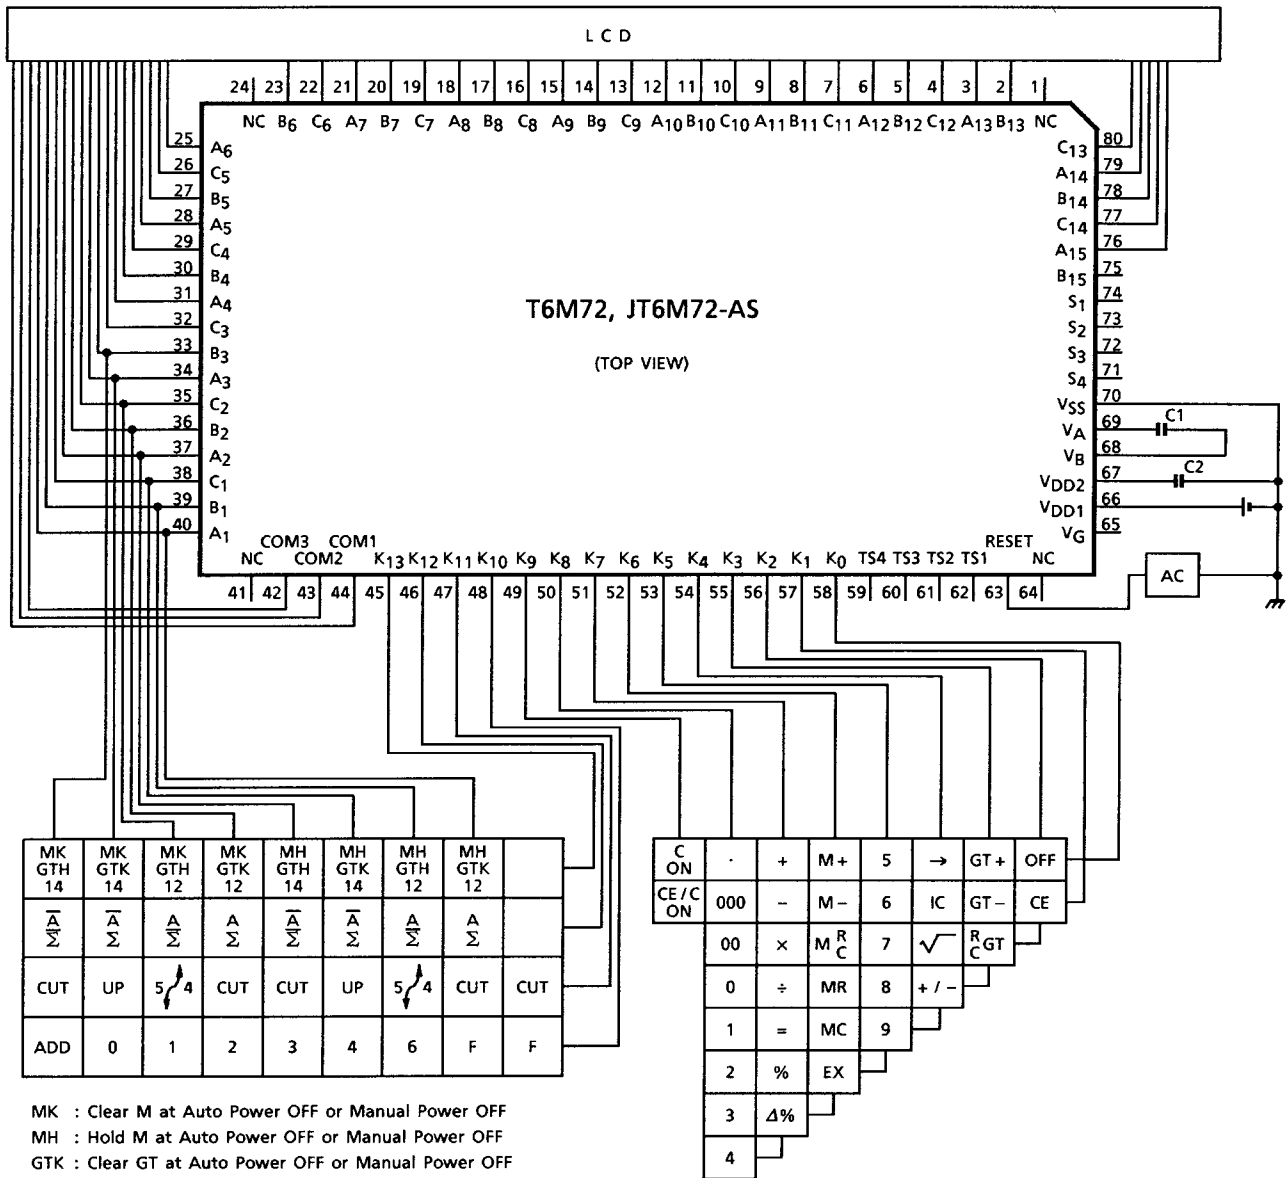 LCD
24 23 22 21 20 19 18 17 16 15 14 13 12 11 10 9 8 7 6 5 4 3 2 1
NC B6 C6 A7 B7 C7 A8 B8 C8 A9 B9 C9 A10 B10 C10 A11 B11 C11 A12 B12 C12 A13 B13 NC
25 A6 C13 80
26 C5 A14 79
27 B5 B14 78
28 A5 C14 77
29 C4 A15 76
30 B4 B15 75
31 A4 S1 74
32 C3 S2 73
33 B3 S3 72
34 A3 S4 71
35 C2 VSS 70
36 B2 VA 69 C1
37 A2 VB 68
38 C1 VDD2 67 C2
39 B1 VDD1 66
40 A1 VG 65
T6M72, JT6M72-AS
(TOP VIEW)
NC COM3 COM2 COM1 K13 K12 K11 K10 K9 K8 K7 K6 K5 K4 K3 K2 K1 K0 TS4 TS3 TS2 TS1 RESET NC
41 42 43 44 45 46 47 48 49 50 51 52 53 54 55 56 57 58 59 60 61 62 63 64
AC
MK MK MK MK MH MH MH MH
GTH GTK GTH GTK GTH GTK GTH GTK
14 14 12 12 14 14 12 12
A̅ A̅ A A A̅ A̅ A A
Σ̅ Σ Σ̅ Σ Σ̅ Σ Σ̅ Σ
CUT UP 5 4 CUT CUT UP 5 4 CUT CUT
ADD 0 1 2 3 4 6 F F
C ON · + M+ 5 → GT+ OFF
CE/C ON 000 − M− 6 IC GT− CE
00 × M R C 7 √ R C GT
0 ÷ MR 8 +/−
1 = MC 9
2 % EX
3 Δ%
4
MK : Clear M at Auto Power OFF or Manual Power OFF
MH : Hold M at Auto Power OFF or Manual Power OFF
GTK : Clear GT at Auto Power OFF or Manual Power OFF